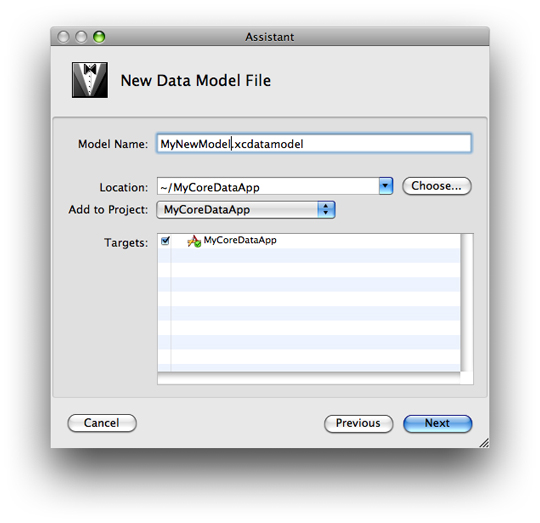 Assistant
New Data Model File
Model Name: MyNewModel.xcdatamodel
Location: ~/MyCoreDataApp Choose...
Add to Project: MyCoreDataApp
Targets: MyCoreDataApp
Cancel Previous Next